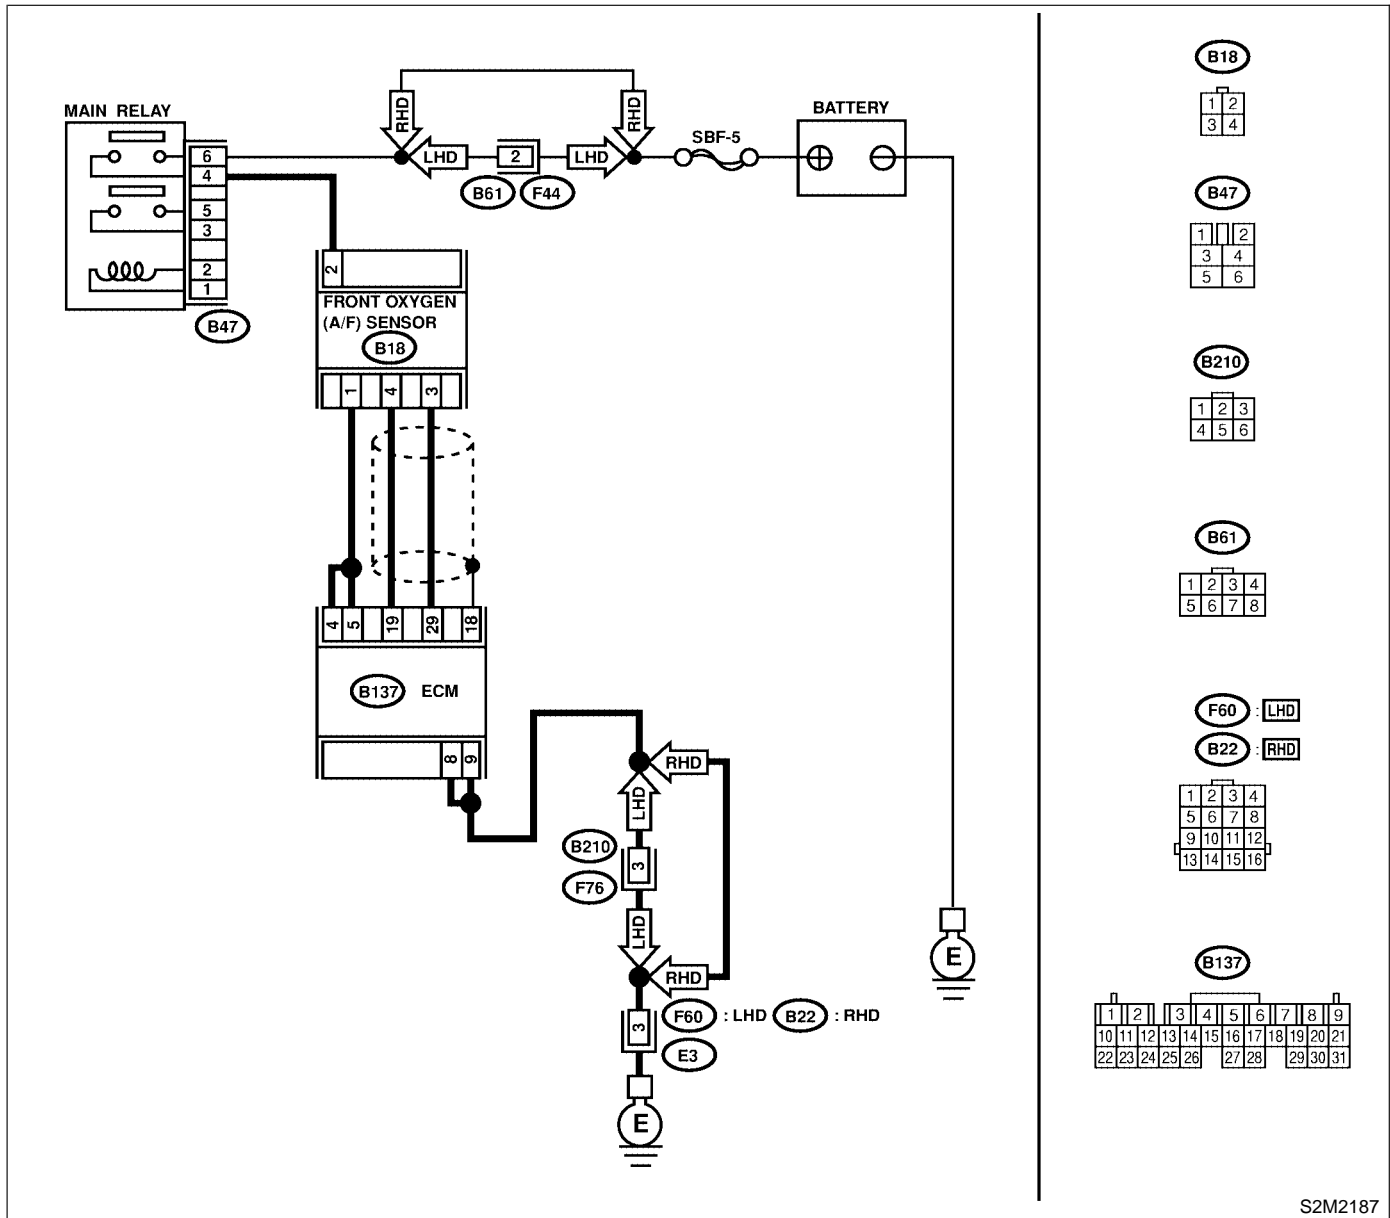 MAIN RELAY
6
4
5
3
2
1
B47
RHD
RHD
LHD
2
LHD
B61
F44
SBF-5
BATTERY
2
FRONT OXYGEN
(A/F) SENSOR
B18
1
4
3
4
5
19
29
18
B137
ECM
8
9
RHD
LHD
B210
3
F76
LHD
RHD
F60 : LHD B22 : RHD
3
E3
E
E
B18
1 2
3 4
B47
1 2
3 4
5 6
B210
1 2 3
4 5 6
B61
1 2 3 4
5 6 7 8
F60 : LHD
B22 : RHD
1 2 3 4
5 6 7 8
9 10 11 12
13 14 15 16
B137
1 2 3 4 5 6 7 8 9
10 11 12 13 14 15 16 17 18 19 20 21
22 23 24 25 26 27 28 29 30 31
S2M2187